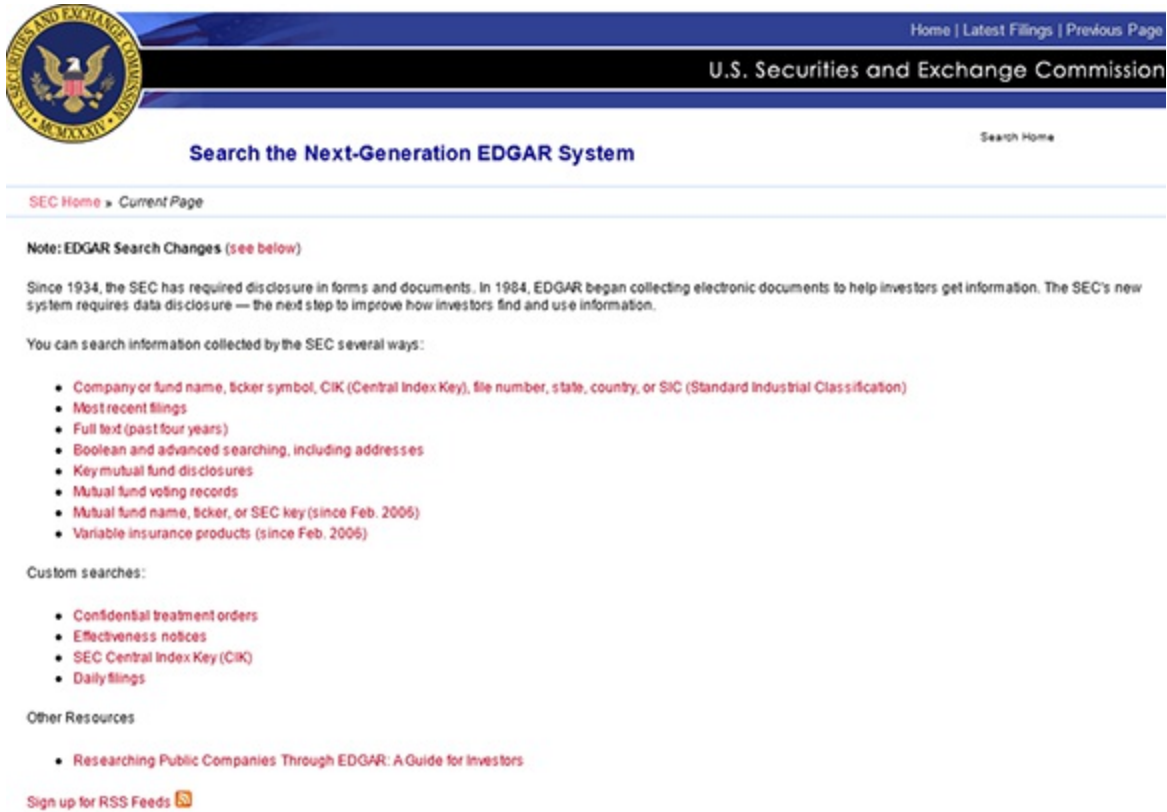 Home | Latest Filings | Previous Page
U.S. SECURITIES AND EXCHANGE COMMISSION
MCMXXXIV
U.S. Securities and Exchange Commission
Search Home
Search the Next-Generation EDGAR System
SEC Home » Current Page
Note: EDGAR Search Changes (see below)
Since 1934, the SEC has required disclosure in forms and documents. In 1984, EDGAR began collecting electronic documents to help investors get information. The SEC's new
system requires data disclosure — the next step to improve how investors find and use information.
You can search information collected by the SEC several ways:
• Company or fund name, ticker symbol, CIK (Central Index Key), file number, state, country, or SIC (Standard Industrial Classification)
• Most recent filings
• Full text (past four years)
• Boolean and advanced searching, including addresses
• Key mutual fund disclosures
• Mutual fund voting records
• Mutual fund name, ticker, or SEC key (since Feb. 2006)
• Variable insurance products (since Feb. 2006)
Custom searches:
• Confidential treatment orders
• Effectiveness notices
• SEC Central Index Key (CIK)
• Daily filings
Other Resources
• Researching Public Companies Through EDGAR: A Guide for Investors
Sign up for RSS Feeds